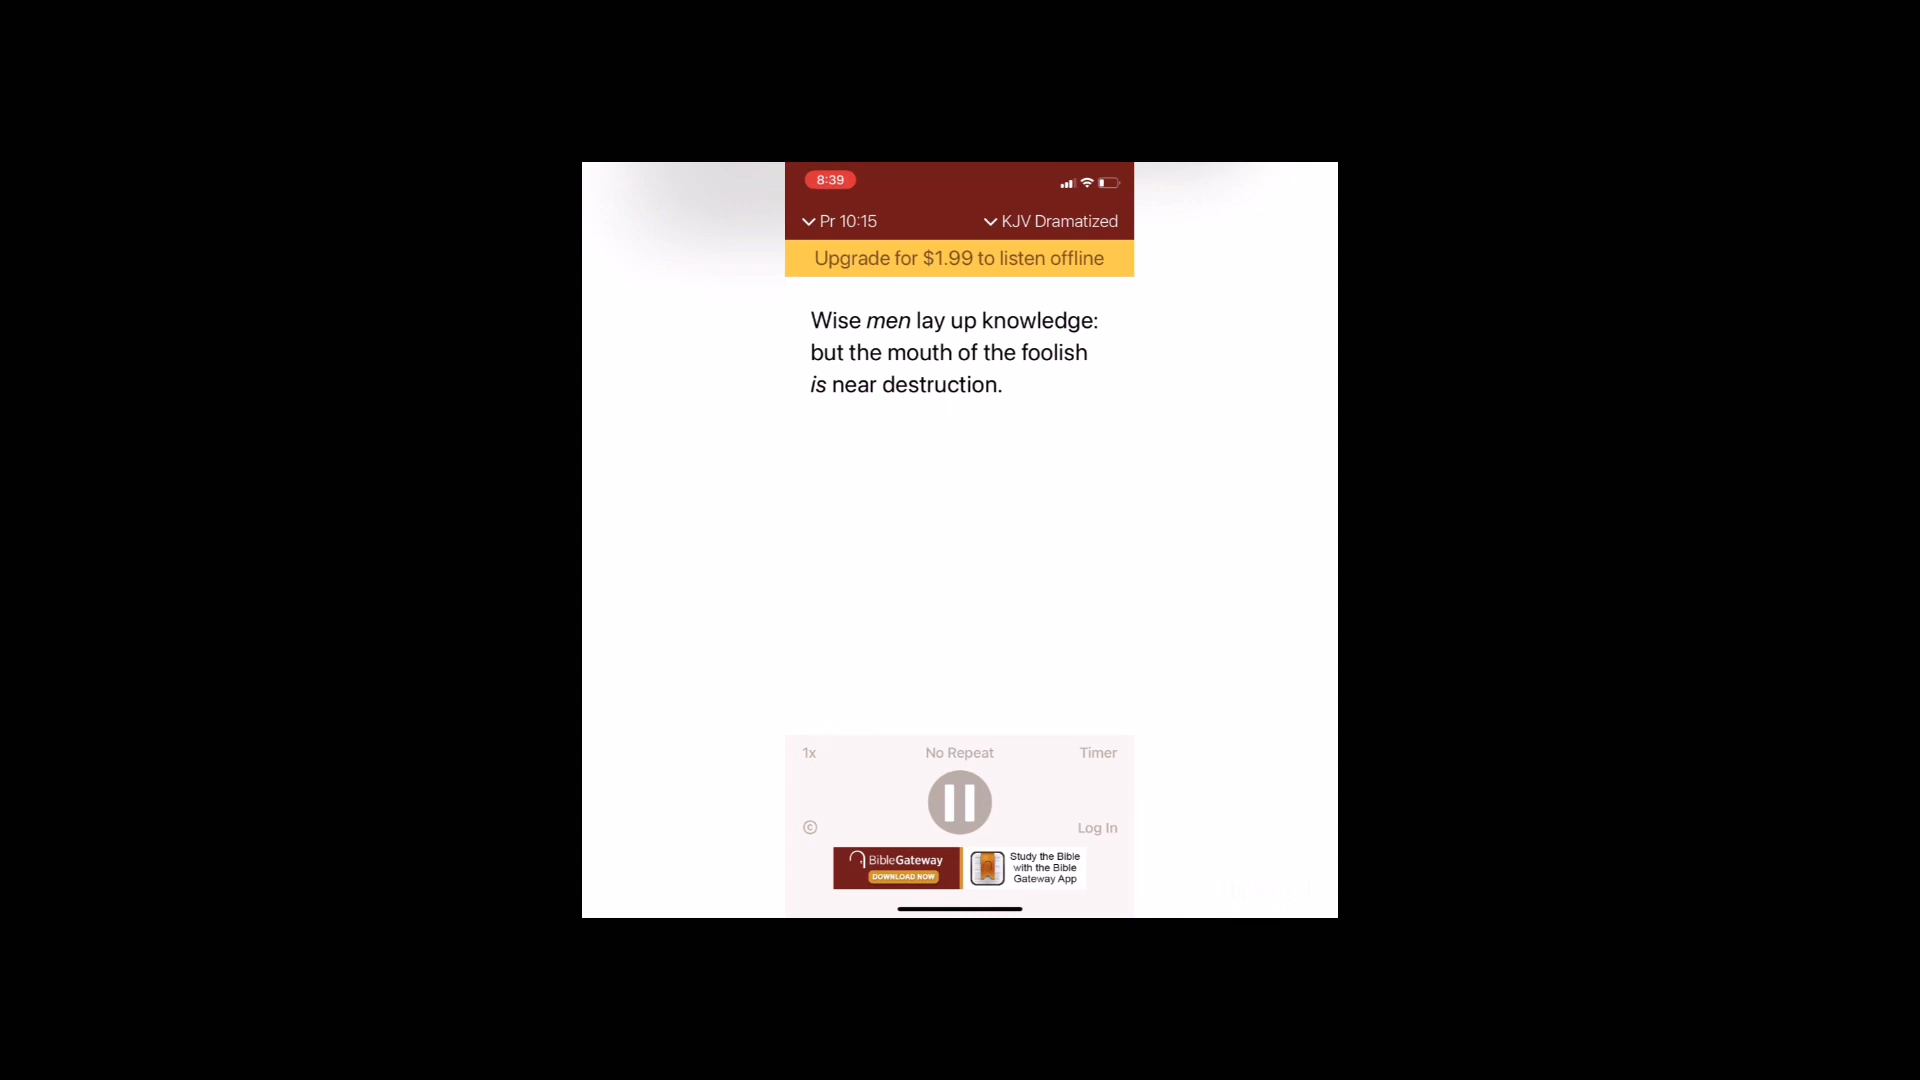 8:39
Pr 10:15 KJV Dramatized
Upgrade for $1.99 to listen offline
Wise men lay up knowledge:
but the mouth of the foolish
is near destruction.
1x No Repeat Timer
© Log In
BibleGateway
DOWNLOAD NOW
Study the Bible
with the Bible
Gateway App